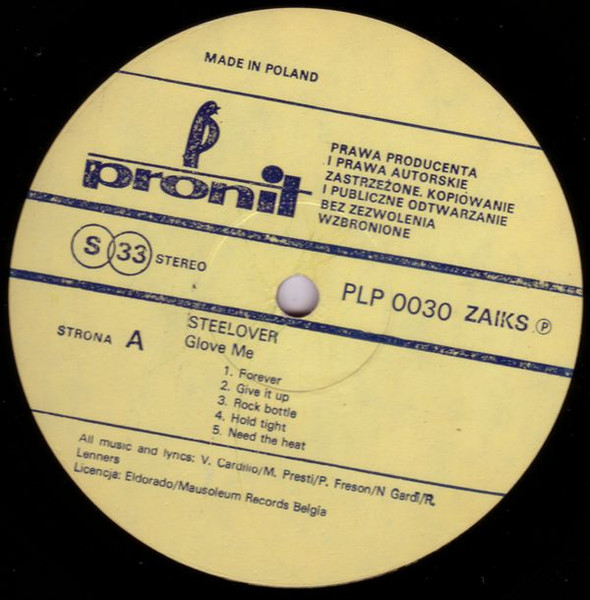 MADE IN POLAND
pronit
PRAWA PRODUCENTA
I PRAWA AUTORSKIE
ZASTRZEŻONE. KOPIOWANIE
I PUBLICZNE ODTWARZANIE
BEZ ZEZWOLENIA
WZBRONIONE
S 33 STEREO
PLP 0030 ZAIKS Ⓟ
STRONA A
STEELOVER
Glove Me
1. Forever
2. Give it up
3. Rock bottle
4. Hold tight
5. Need the heat
All music and lyrics: V. Cardillo/M. Presti/P. Freson/N Gardi/R.
Lenners
Licencja: Eldorado/Mausoleum Records Belgia